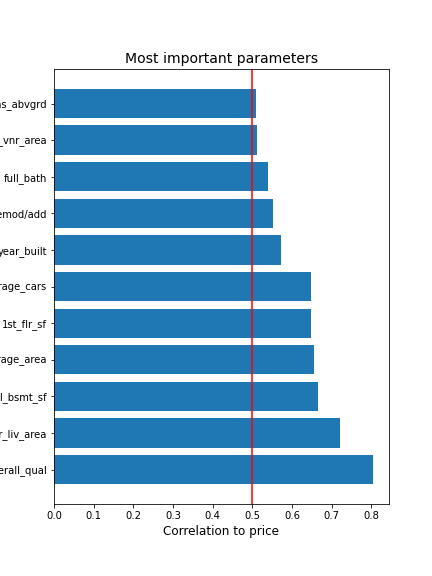 Most important parameters
ns_abvgrd
_vnr_area
full_bath
emod/add
year_built
rage_cars
1st_flr_sf
rage_area
l_bsmt_sf
r_liv_area
erall_qual
0.0 0.1 0.2 0.3 0.4 0.5 0.6 0.7 0.8
Correlation to price